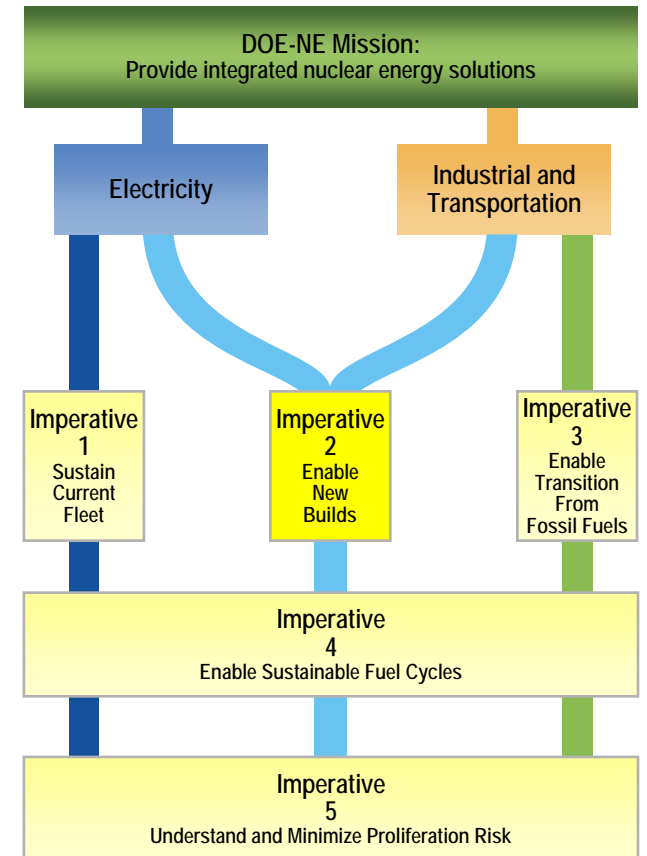 DOE-NE Mission:
Provide integrated nuclear energy solutions
Electricity
Industrial and
Transportation
Imperative
1
Sustain
Current
Fleet
Imperative
2
Enable
New
Builds
Imperative
3
Enable
Transition
From
Fossil Fuels
Imperative
4
Enable Sustainable Fuel Cycles
Imperative
5
Understand and Minimize Proliferation Risk